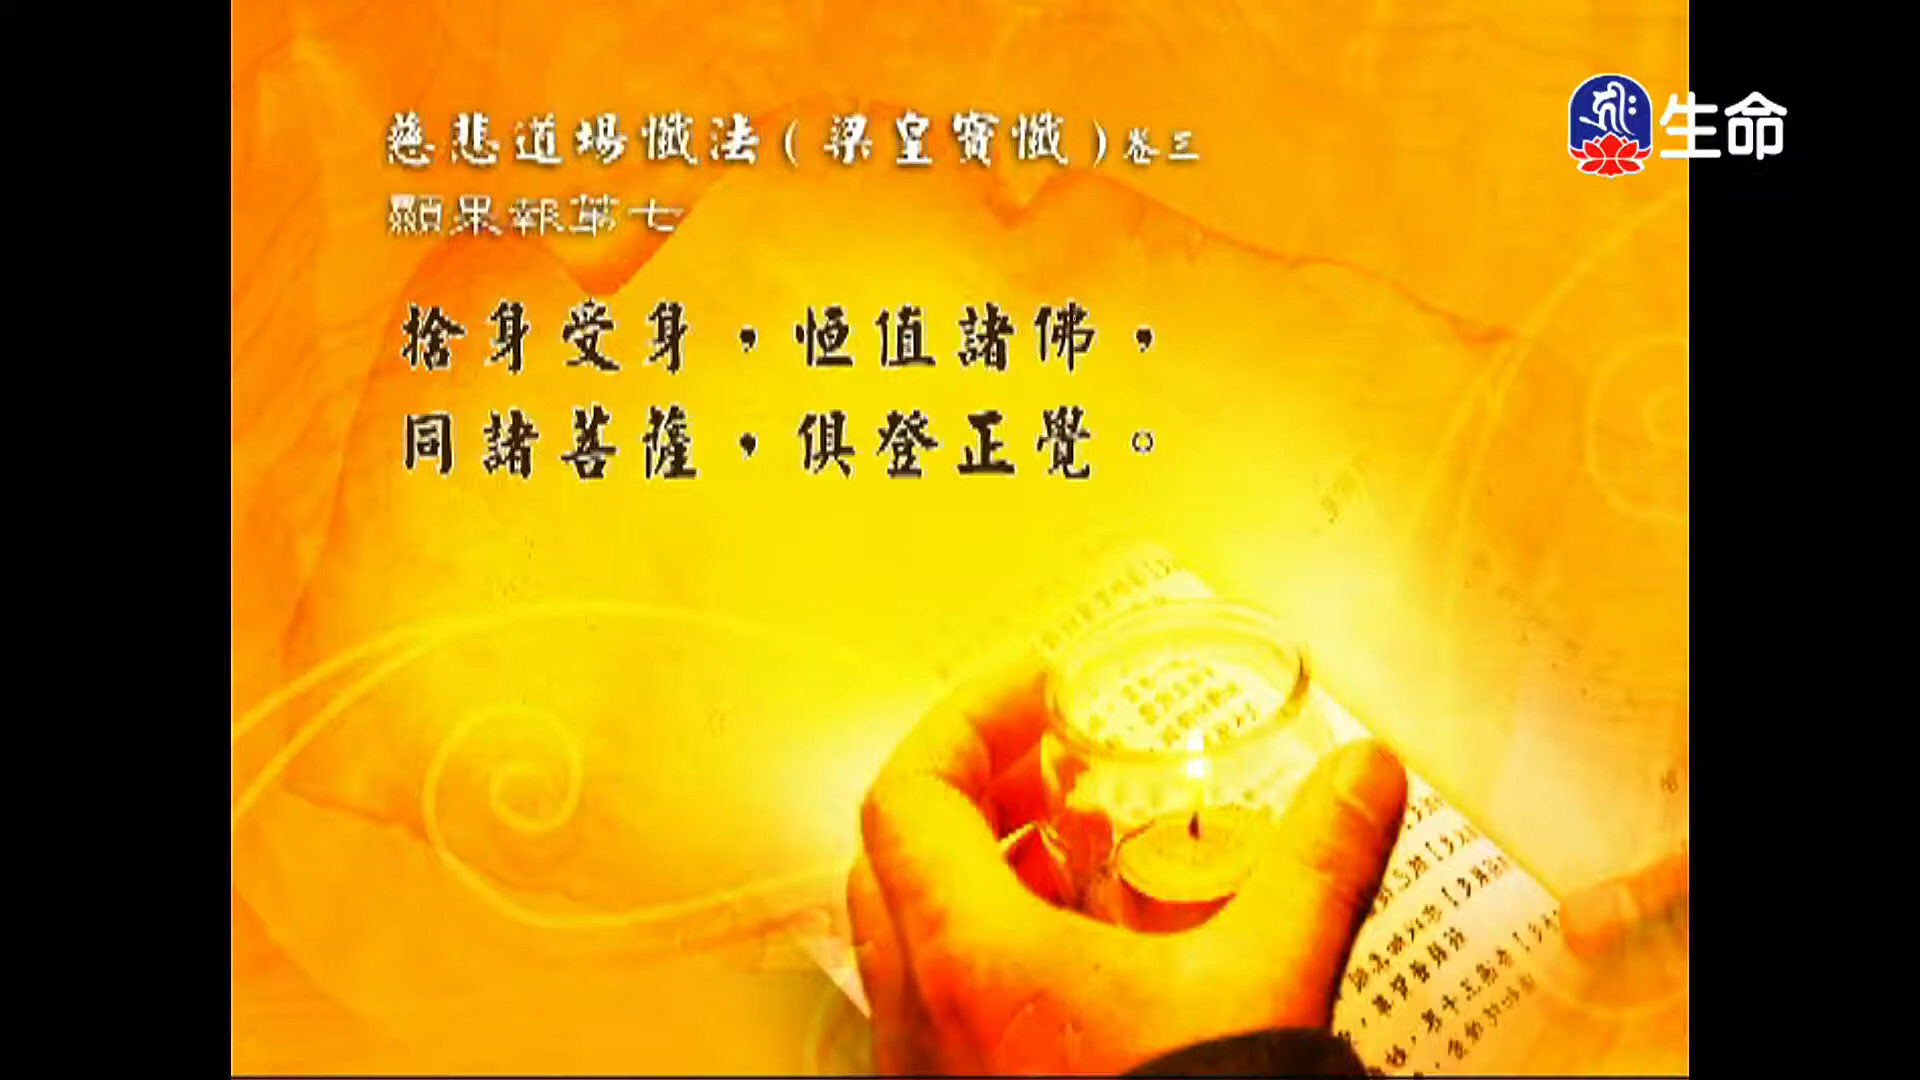 慈悲道場懺法(梁皇寶懺)卷三
顯果報第七
捨身受身，恒值諸佛，
同諸菩薩，俱登正覺。
生命